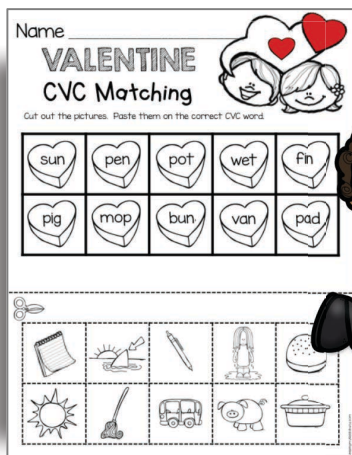 Name
VALENTINE
CVC Matching
Cut out the pictures. Paste them on the correct CVC word.
sun pen pot wet fin
pig mop bun van pad